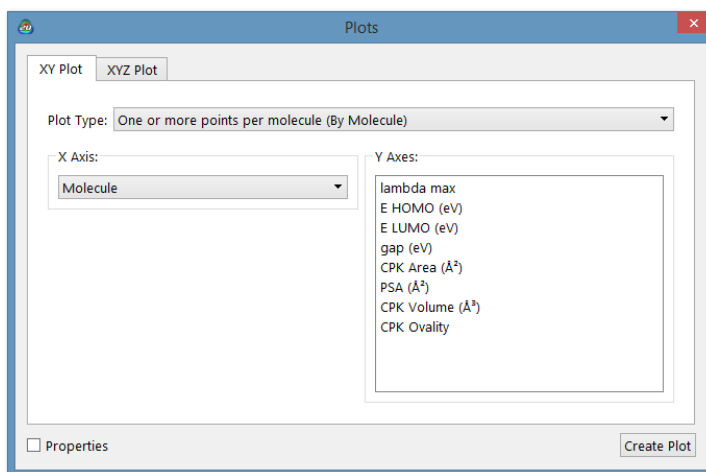 Plots
XY Plot
XYZ Plot
Plot Type: One or more points per molecule (By Molecule)
X Axis:
Molecule
Y Axes:
lambda max
E HOMO (eV)
E LUMO (eV)
gap (eV)
CPK Area (Å²)
PSA (Å²)
CPK Volume (Å³)
CPK Ovality
Properties
Create Plot